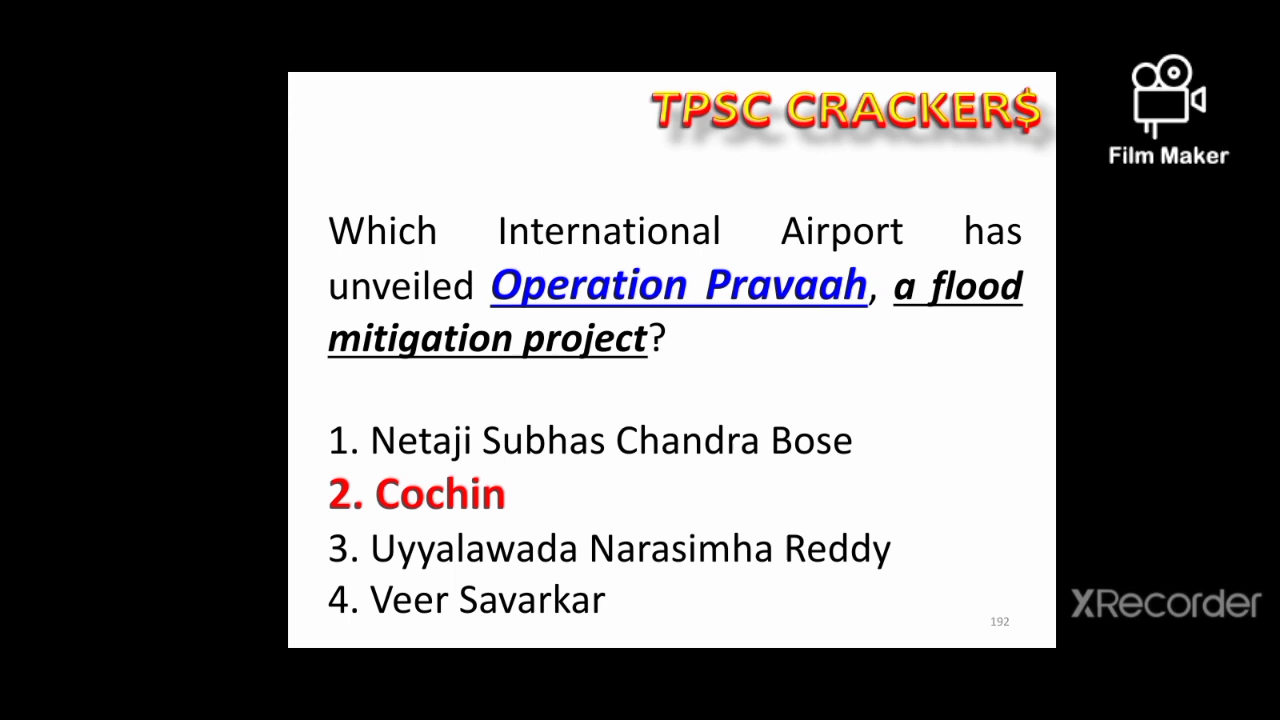 TPSC CRACKER$
Film Maker
Which International Airport has
unveiled Operation Pravaah, a flood
mitigation project?
1. Netaji Subhas Chandra Bose
2. Cochin
3. Uyyalawada Narasimha Reddy
4. Veer Savarkar
192
XRecorder